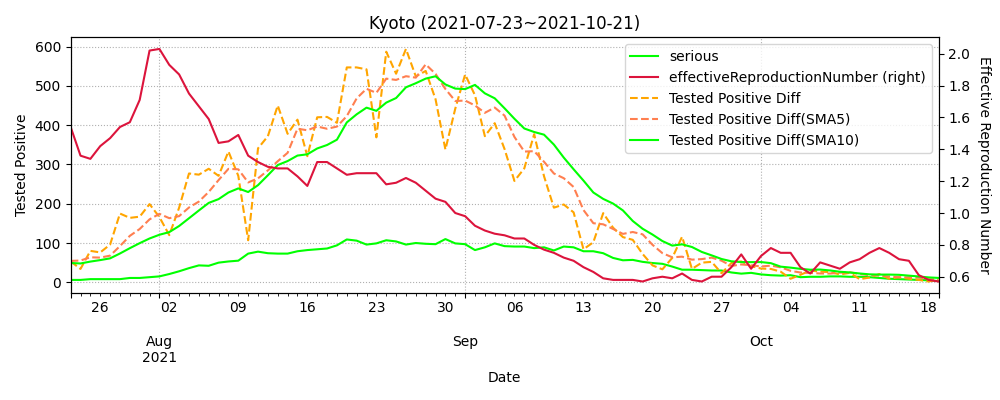 Kyoto (2021-07-23~2021-10-21)
Tested Positive
600
500
400
300
200
100
0
serious
effectiveReproductionNumber (right)
Tested Positive Diff
Tested Positive Diff(SMA5)
Tested Positive Diff(SMA10)
2.0
1.8
1.6
1.4
1.2
1.0
0.8
0.6
Effective Reproduction Number
26 02 09 16 23 30 06 13 20 27 04 11 18
Aug Sep Oct
2021
Date